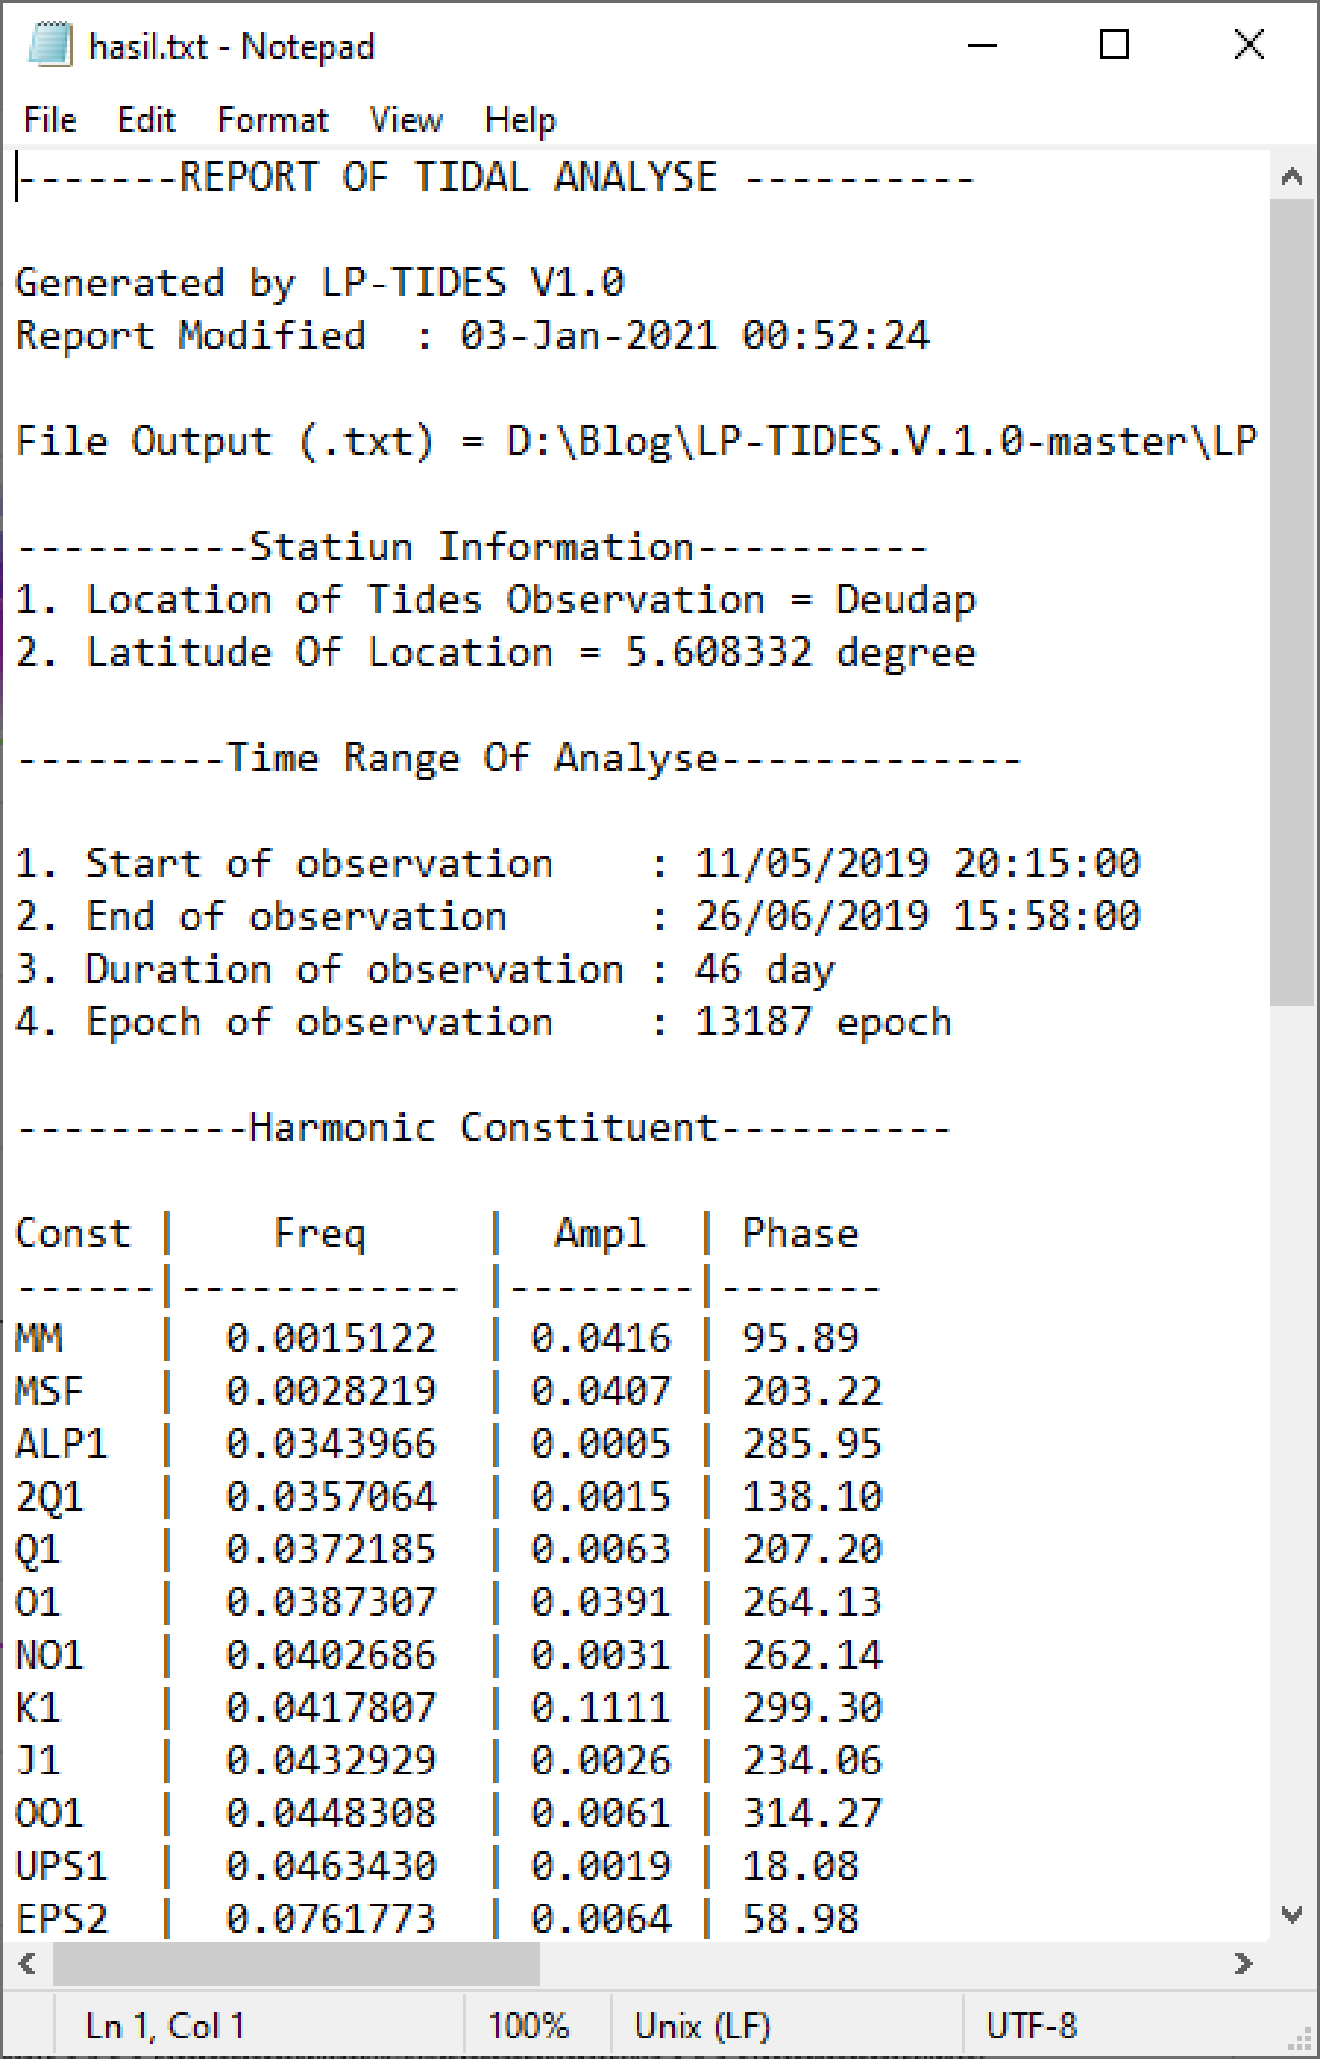 hasil.txt - Notepad
File Edit Format View Help
-------REPORT OF TIDAL ANALYSE ----------
Generated by LP-TIDES V1.0
Report Modified  : 03-Jan-2021 00:52:24
File Output (.txt) = D:\Blog\LP-TIDES.V.1.0-master\LP
----------Statiun Information----------
1. Location of Tides Observation = Deudap
2. Latitude Of Location = 5.608332 degree
---------Time Range Of Analyse-------------
1. Start of observation    : 11/05/2019 20:15:00
2. End of observation      : 26/06/2019 15:58:00
3. Duration of observation : 46 day
4. Epoch of observation    : 13187 epoch
----------Harmonic Constituent----------
Const |    Freq     |  Ampl  | Phase
------|------------ |--------|-------
MM    |  0.0015122  | 0.0416 | 95.89
MSF   |  0.0028219  | 0.0407 | 203.22
ALP1  |  0.0343966  | 0.0005 | 285.95
2Q1   |  0.0357064  | 0.0015 | 138.10
Q1    |  0.0372185  | 0.0063 | 207.20
O1    |  0.0387307  | 0.0391 | 264.13
NO1   |  0.0402686  | 0.0031 | 262.14
K1    |  0.0417807  | 0.1111 | 299.30
J1    |  0.0432929  | 0.0026 | 234.06
OO1   |  0.0448308  | 0.0061 | 314.27
UPS1  |  0.0463430  | 0.0019 | 18.08
EPS2  |  0.0761773  | 0.0064 | 58.98
Ln 1, Col 1 100% Unix (LF) UTF-8